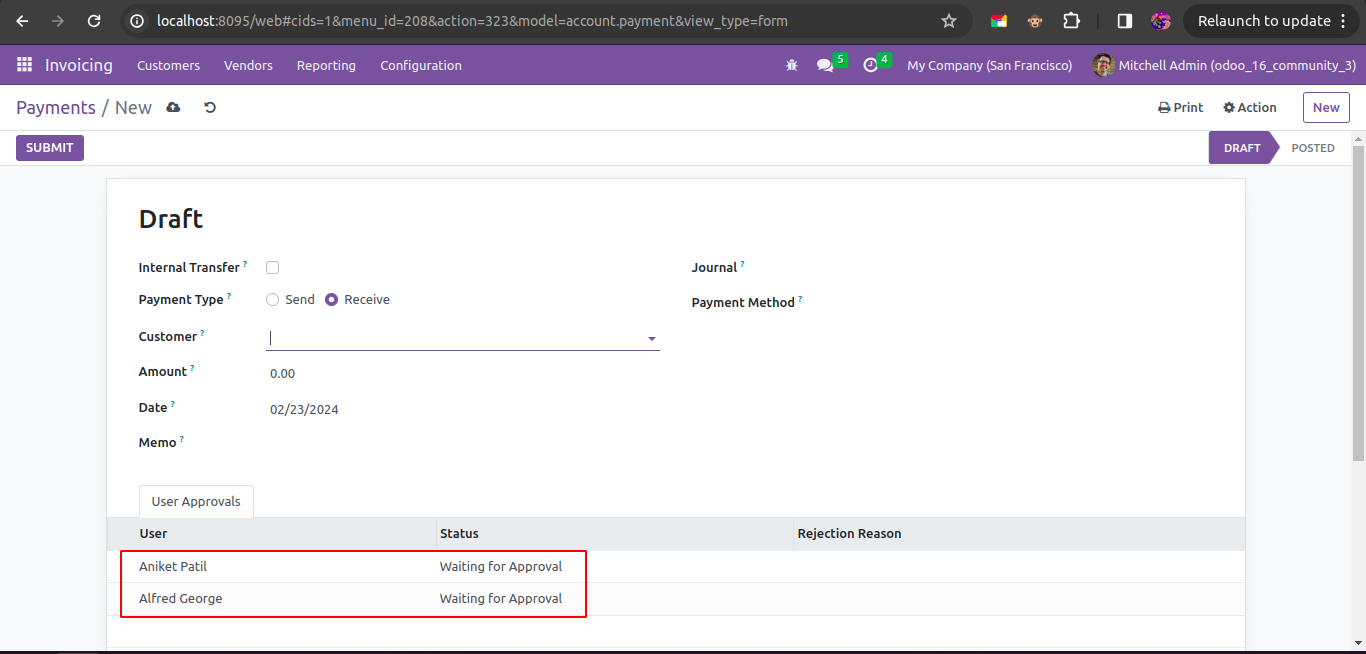 localhost:8095/web#cids=1&menu_id=208&action=323&model=account.payment&view_type=form
Relaunch to update
Invoicing Customers Vendors Reporting Configuration 5 4 My Company (San Francisco) Mitchell Admin (odoo_16_community_3)
Payments / New Print Action New
SUBMIT DRAFT POSTED
Draft
Internal Transfer ? Journal ?
Payment Type ? Send Receive Payment Method ?
Customer ?
Amount ? 0.00
Date ? 02/23/2024
Memo ?
User Approvals
User Status Rejection Reason
Aniket Patil Waiting for Approval
Alfred George Waiting for Approval